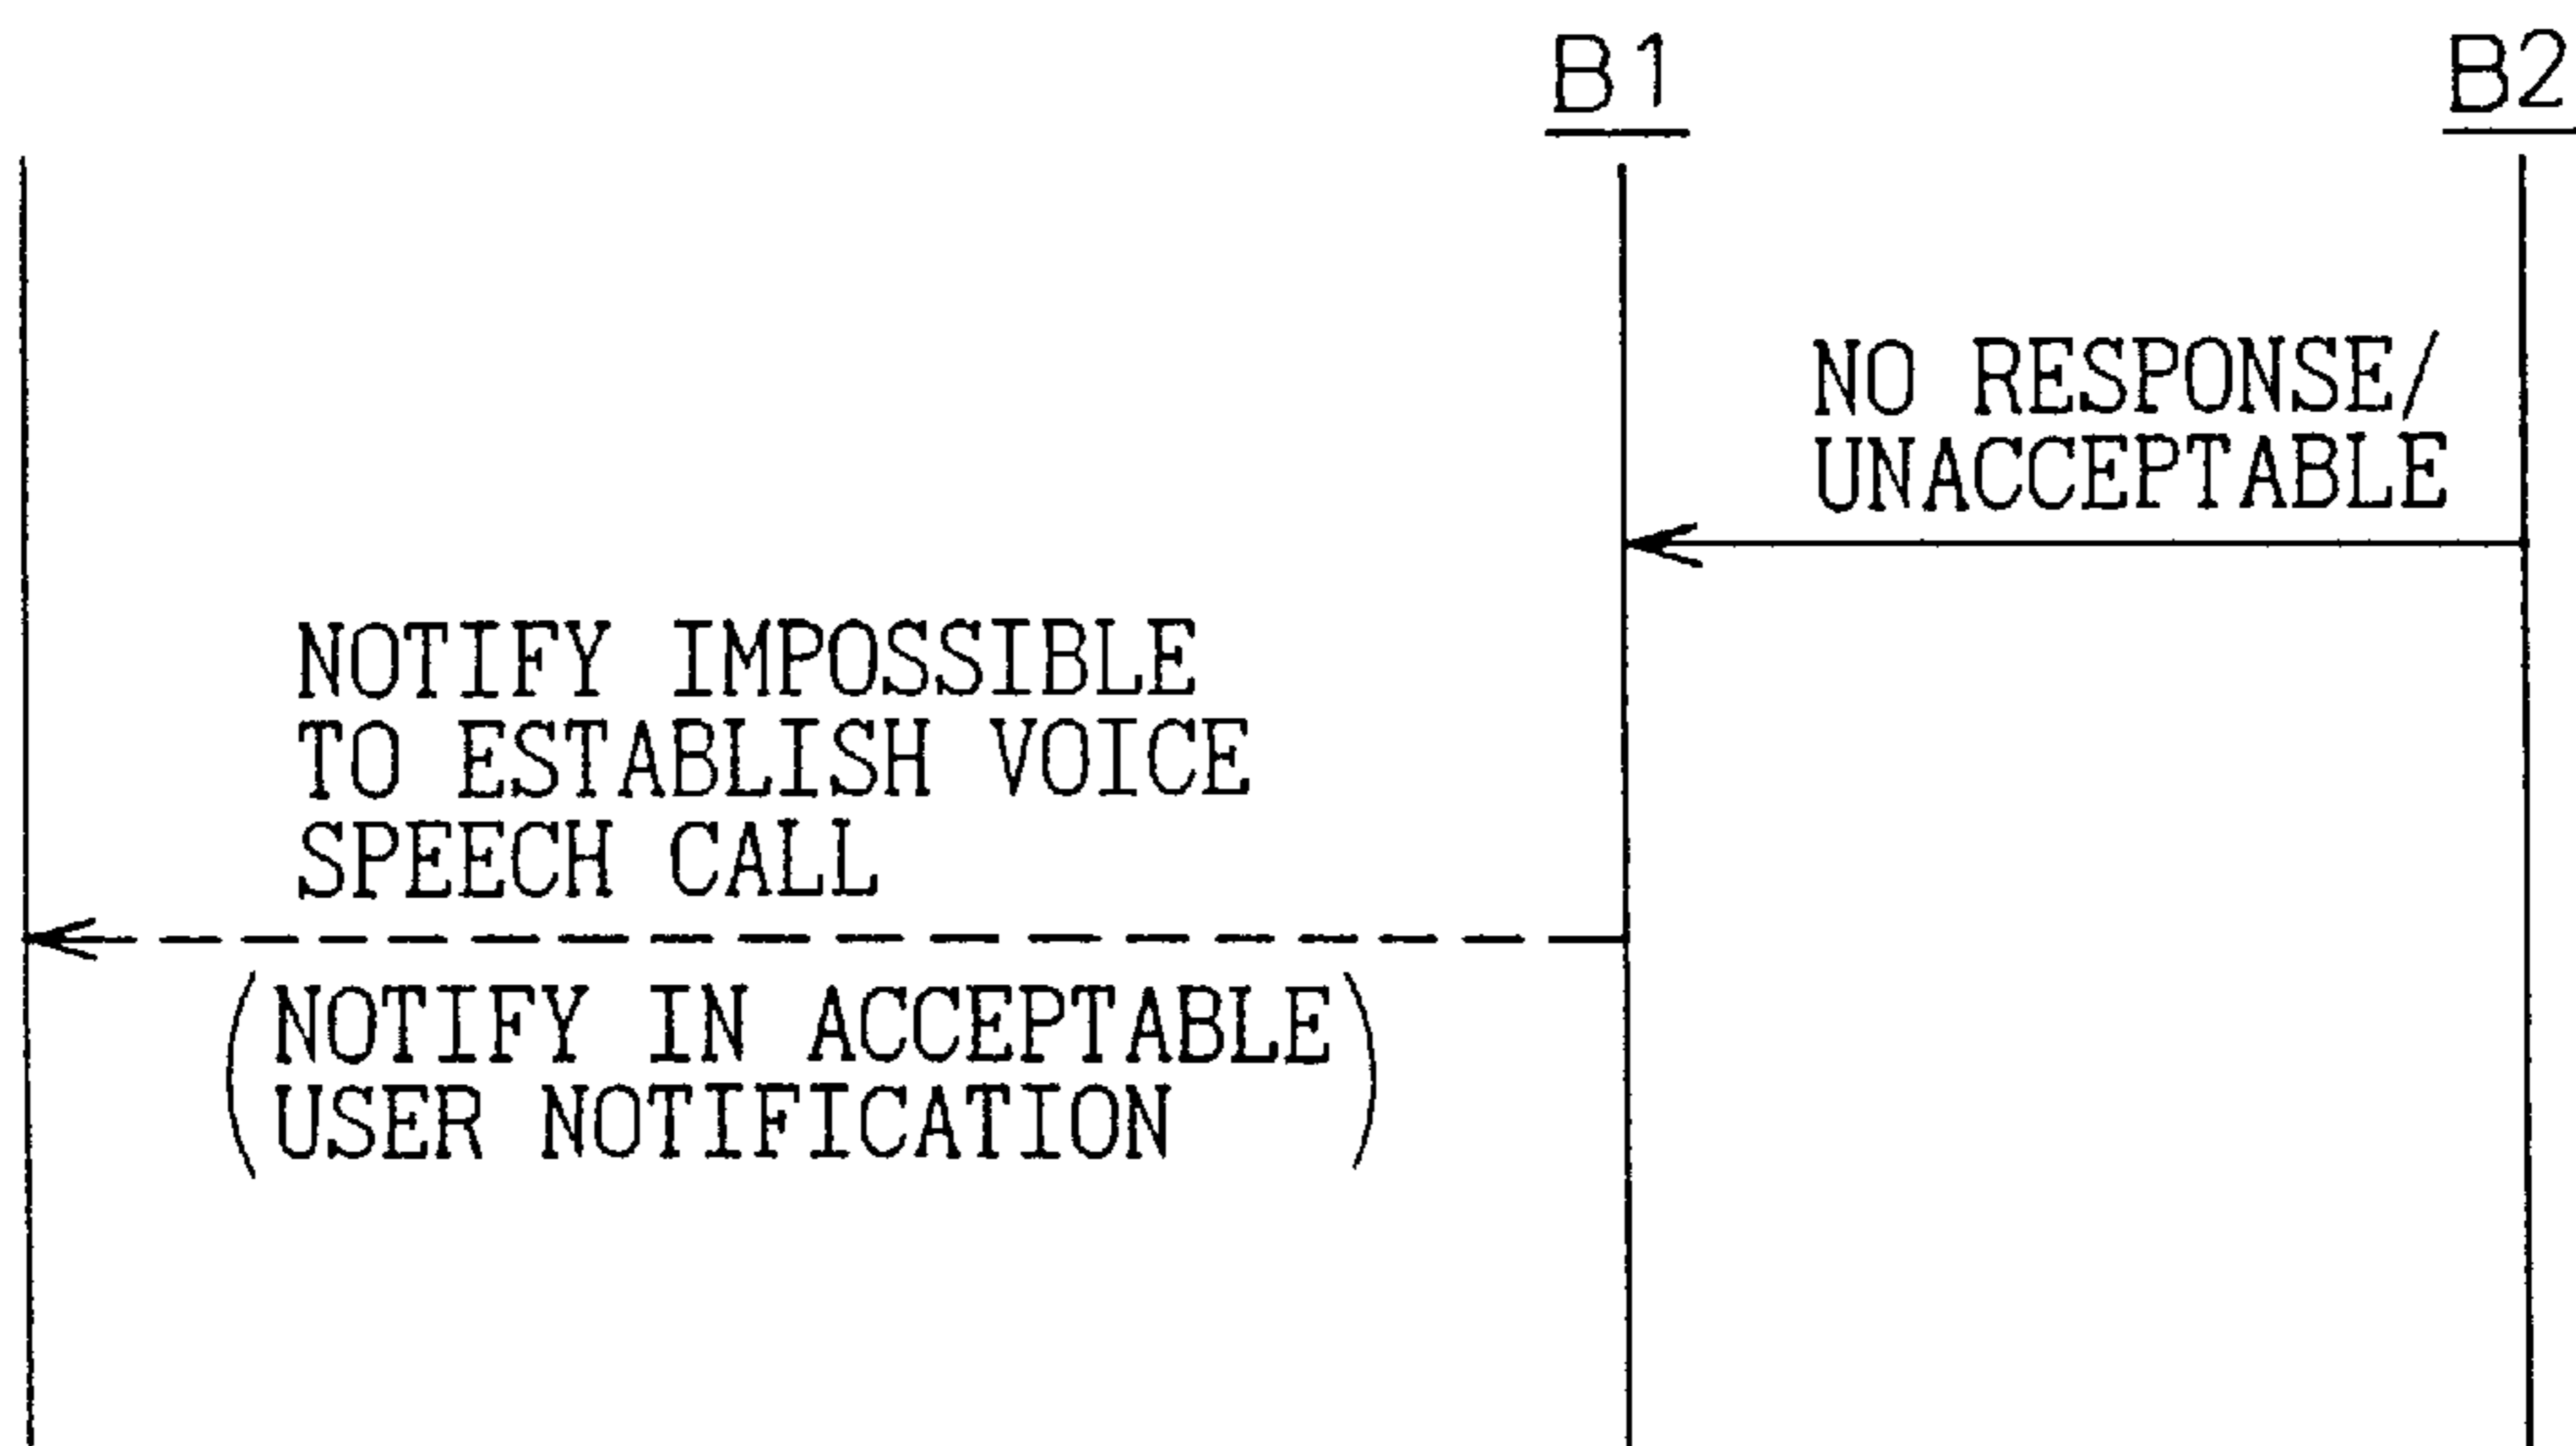 B1 B2
NO RESPONSE/
UNACCEPTABLE
NOTIFY IMPOSSIBLE
TO ESTABLISH VOICE
SPEECH CALL
(NOTIFY IN ACCEPTABLE
USER NOTIFICATION)